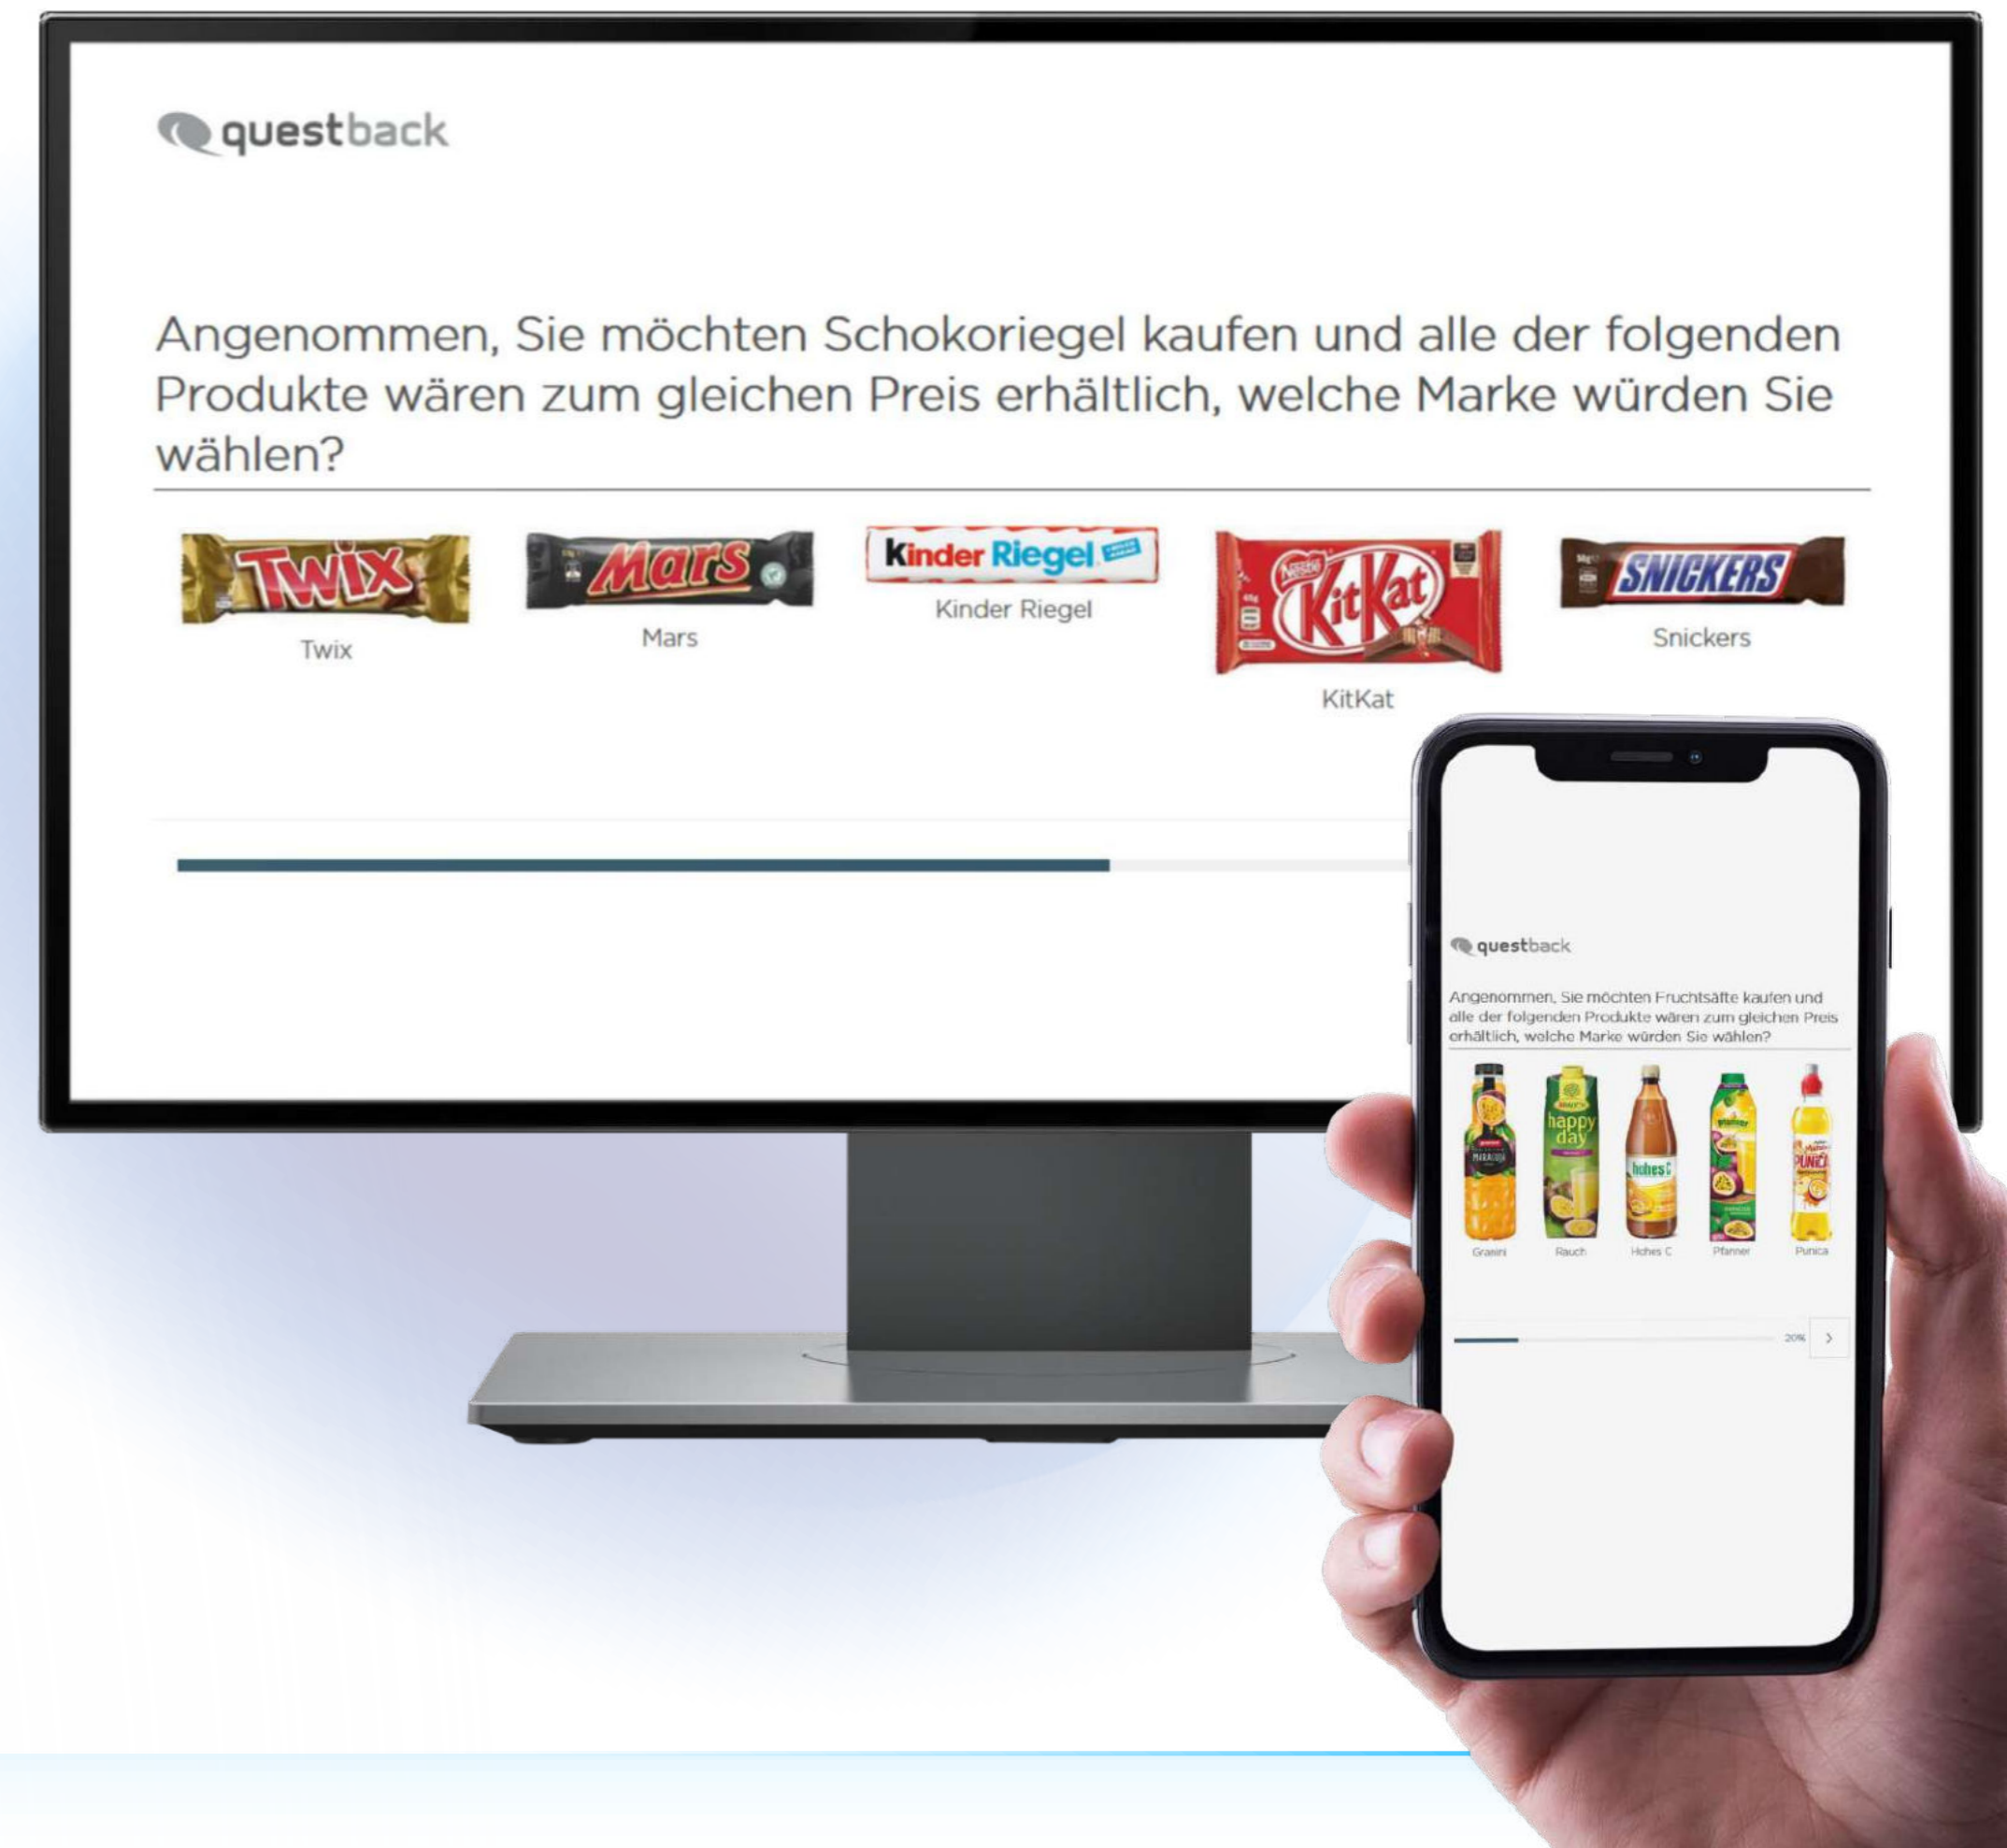 questback
Angenommen, Sie möchten Schokoriegel kaufen und alle der folgenden
Produkte wären zum gleichen Preis erhältlich, welche Marke würden Sie
wählen?
Twix
Mars
Kinder Riegel
Nestlé
KitKat
SNICKERS
Twix
Mars
Kinder Riegel
KitKat
Snickers
questback
Angenommen, Sie möchten Fruchtsäfte kaufen und
alle der folgenden Produkte wären zum gleichen Preis
erhältlich, welche Marke würden Sie wählen?
MARACUJA
happy
day
hohes C
Pfanner
PUNICA
Granini
Rauch
Hohes C
Pfanner
Punica
20%